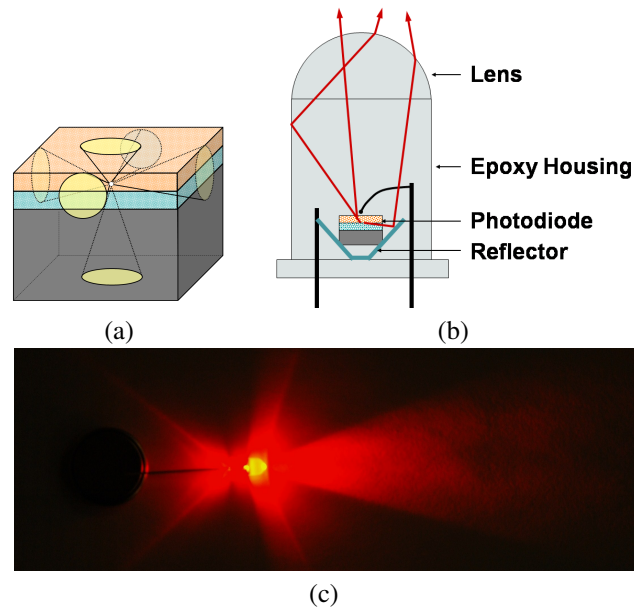 Lens
Epoxy Housing
Photodiode
Reflector
(a)
(b)
(c)